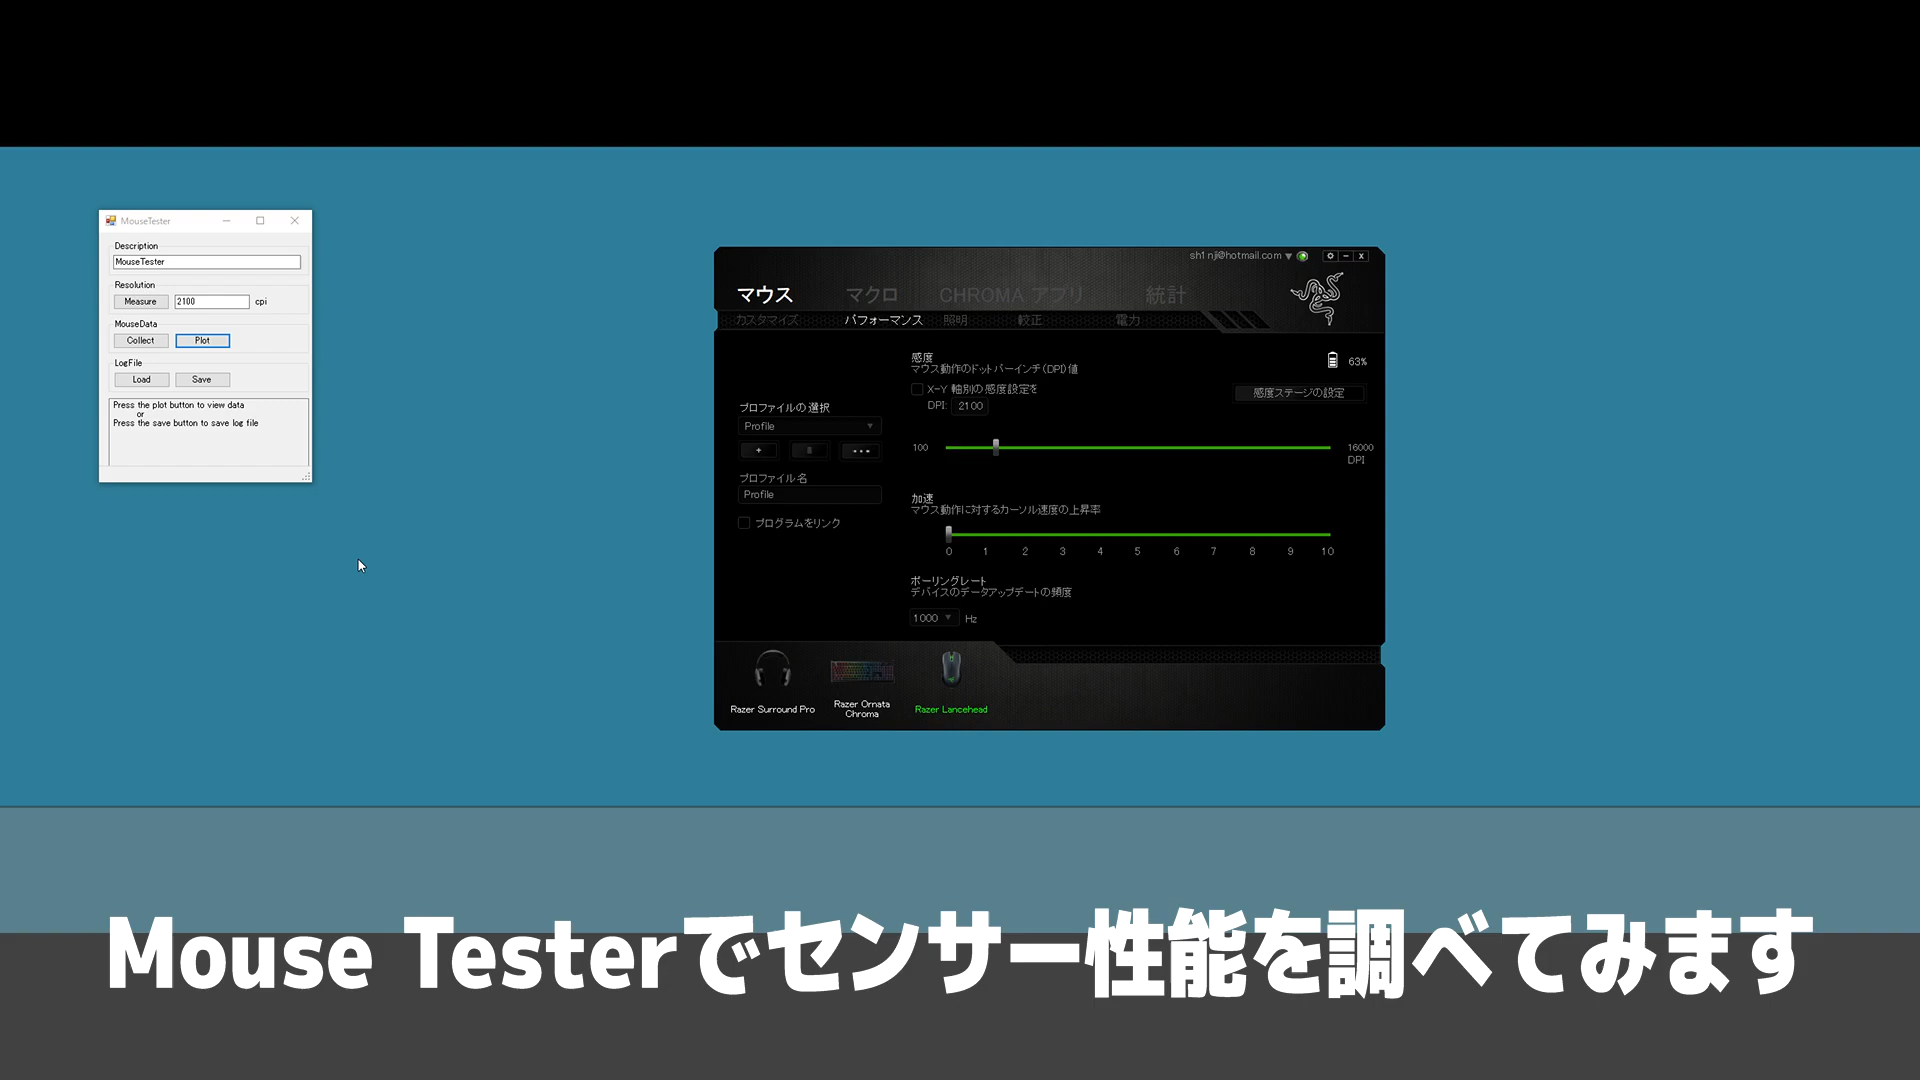 MouseTester
Description
MouseTester
Resolution
Measure 2100 cpi
MouseData
Collect Plot
LogFile
Load Save
Press the plot button to view data
or
Press the save button to save log file
sh1nji@hotmail.com
マウス マクロ CHROMA アプリ 統計
カスタマイズ パフォーマンス 照明 較正 電力
63%
感度
マウス動作のドットパーインチ(DPI)値
X-Y 軸別の感度設定を
DPI: 2100
感度ステージの設定
100
16000
DPI
プロファイルの選択
Profile
+ ...
プロファイル名
Profile
プログラムをリンク
加速
マウス動作に対するカーソル速度の上昇率
0 1 2 3 4 5 6 7 8 9 10
ポーリングレート
デバイスのデータアップデートの頻度
1000 Hz
Razer Surround Pro
Razer Ornata
Chroma
Razer Lancehead
Mouse Testerでセンサー性能を調べてみます